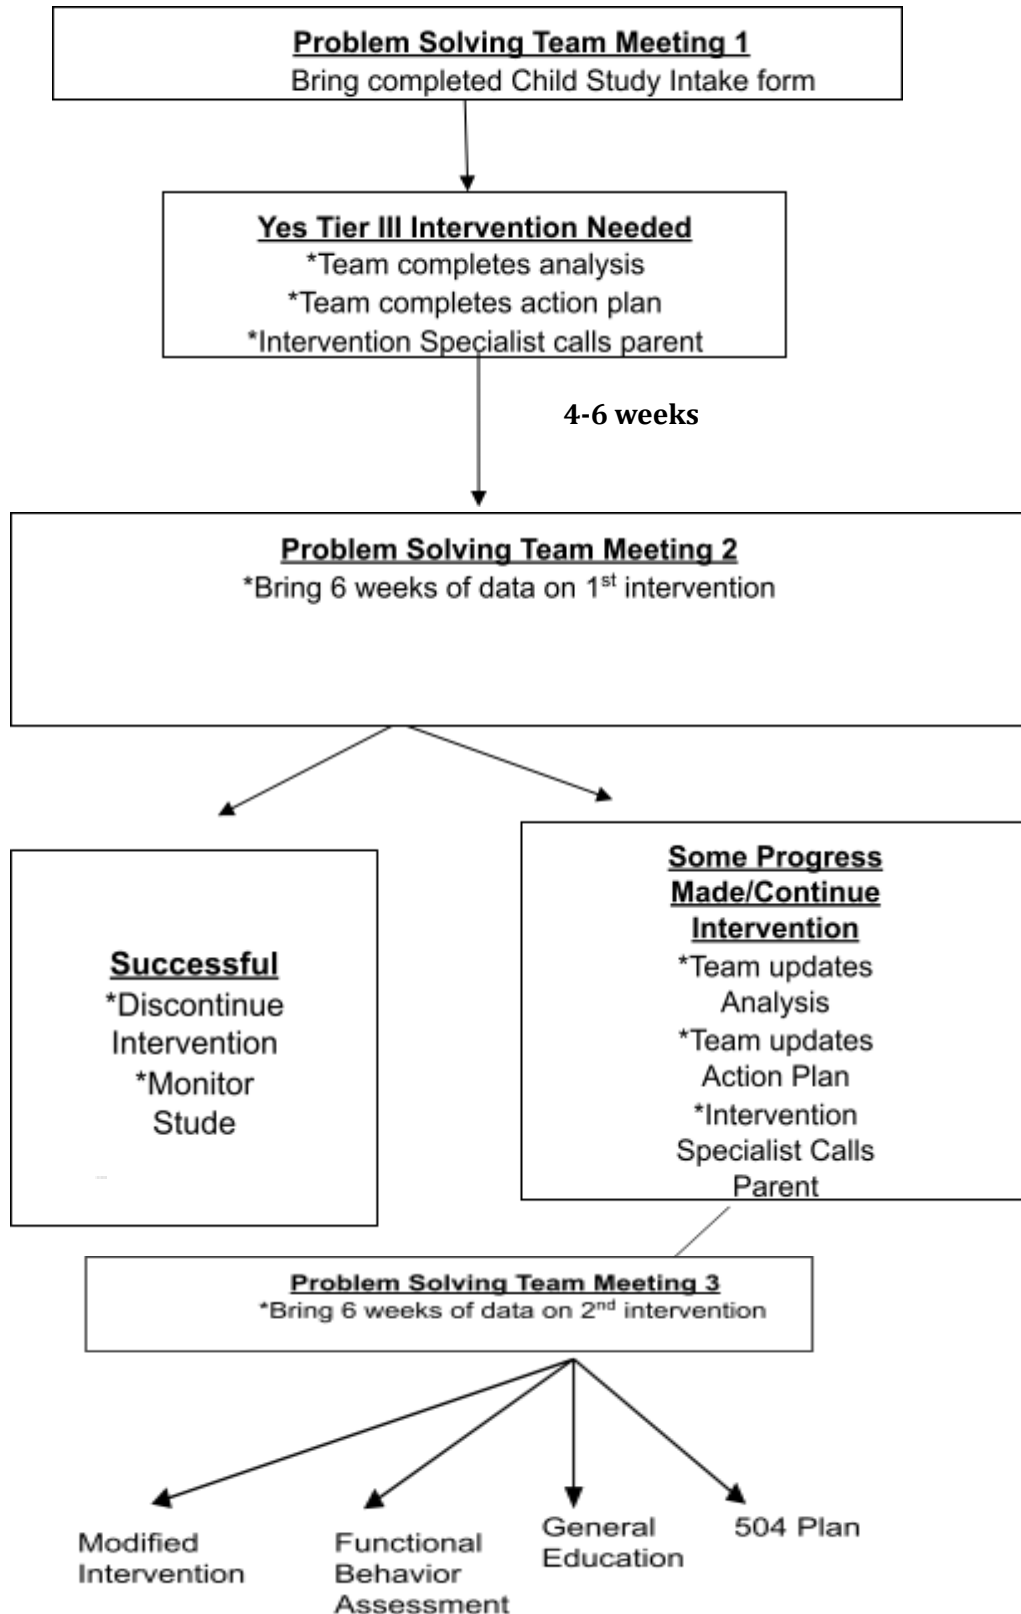 Problem Solving Team Meeting 1
Bring completed Child Study Intake form
Yes Tier III Intervention Needed
*Team completes analysis
*Team completes action plan
*Intervention Specialist calls parent
4-6 weeks
Problem Solving Team Meeting 2
*Bring 6 weeks of data on 1st intervention
Successful
*Discontinue
Intervention
*Monitor
Stude
Some Progress
Made/Continue
Intervention
*Team updates
Analysis
*Team updates
Action Plan
*Intervention
Specialist Calls
Parent
Problem Solving Team Meeting 3
*Bring 6 weeks of data on 2nd intervention
Modified
Intervention
Functional
Behavior
Assessment
General
Education
504 Plan